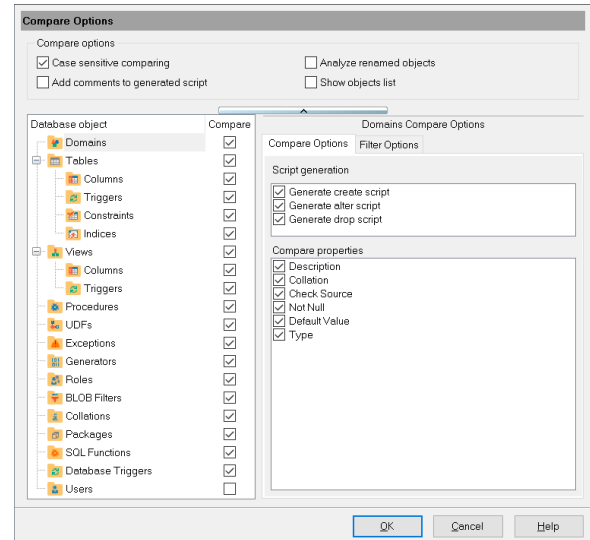 Compare Options
Compare options
Case sensitive comparing
Analyze renamed objects
Add comments to generated script
Show objects list
Database object
Compare
Domains
Tables
Columns
Triggers
Constraints
Indices
Views
Columns
Triggers
Procedures
UDFs
Exceptions
Generators
Roles
BLOB Filters
Collations
Packages
SQL Functions
Database Triggers
Users
Domains Compare Options
Compare Options
Filter Options
Script generation
Generate create script
Generate alter script
Generate drop script
Compare properties
Description
Collation
Check Source
Not Null
Default Value
Type
OK
Cancel
Help